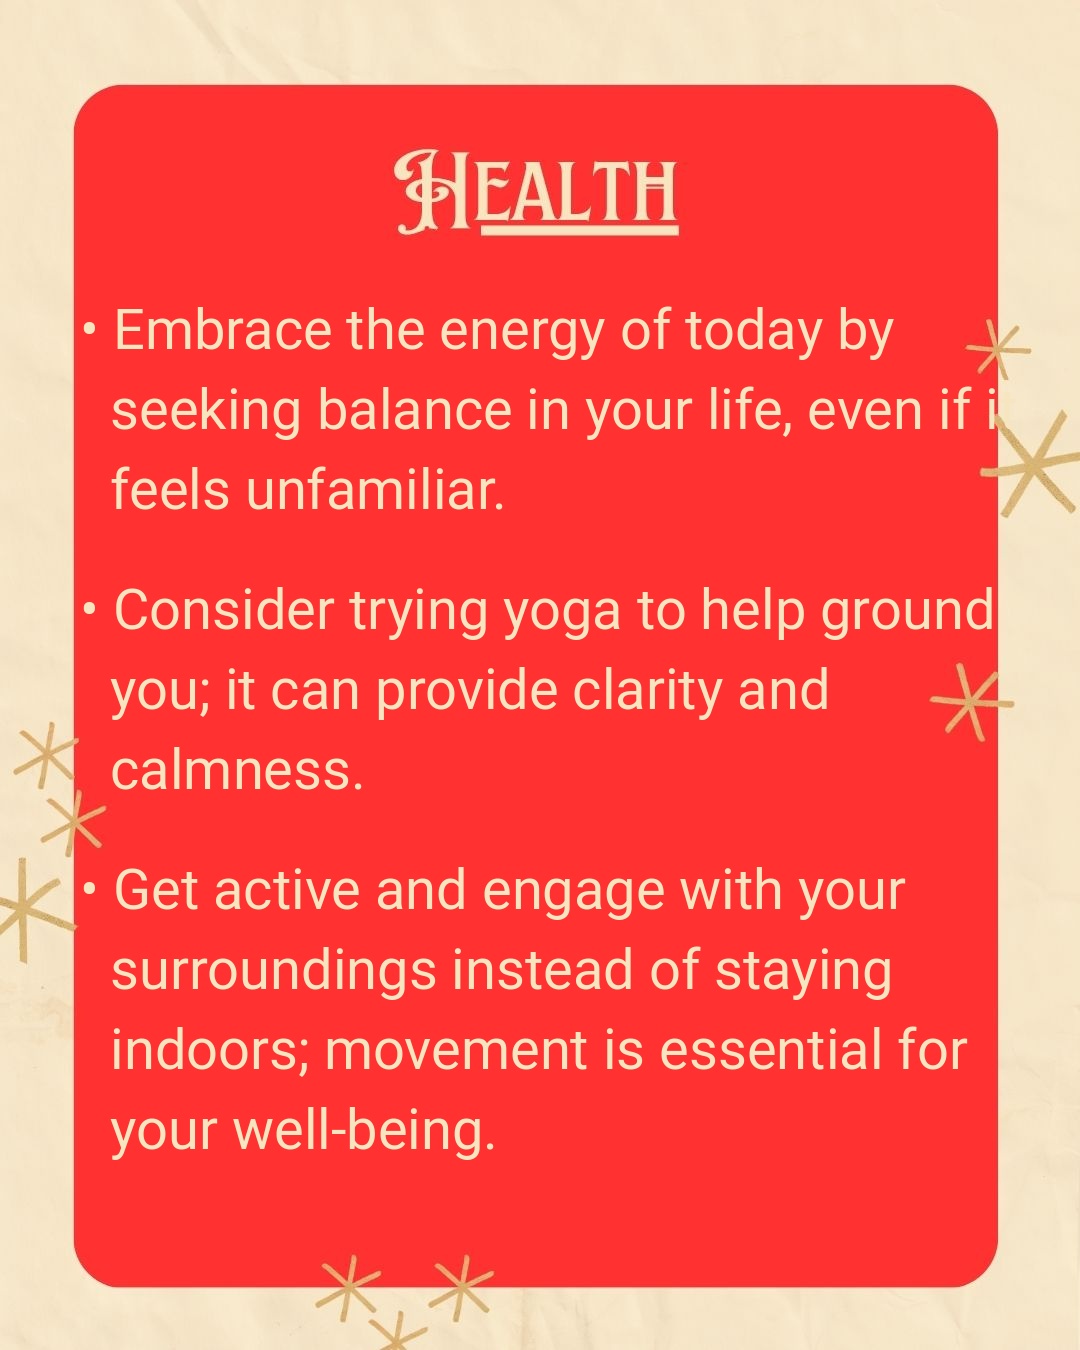 Health
• Embrace the energy of today by
seeking balance in your life, even if i
feels unfamiliar.
• Consider trying yoga to help ground
you; it can provide clarity and
calmness.
• Get active and engage with your
surroundings instead of staying
indoors; movement is essential for
your well-being.